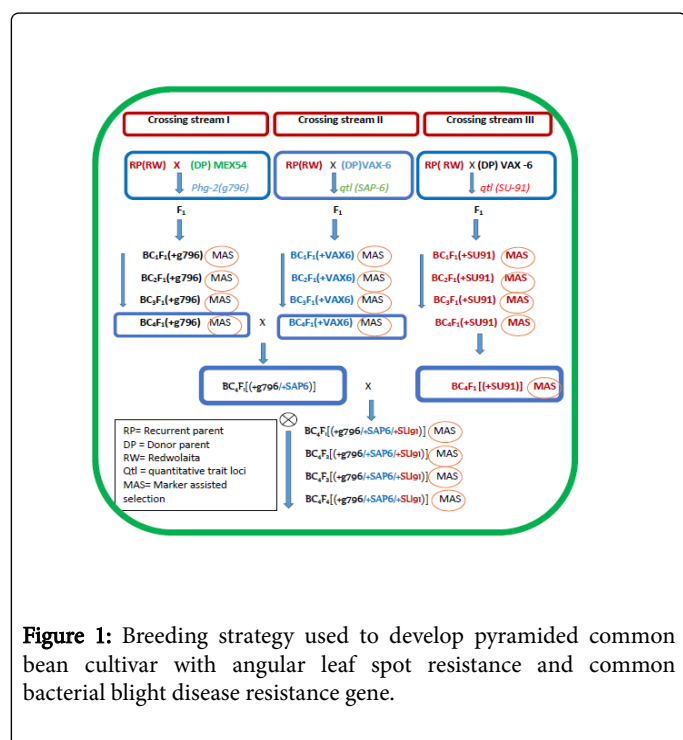 Crossing stream I Crossing stream II Crossing stream III
RP(RW) X (DP) MEX54 RP(RW) X (DP)VAX-6 RP( RW) X (DP) VAX -6
Phg-2(g796) qtl (SAP-6) qtl (SU-91)
F₁ F₁ F₁
BC₁F₁(+g796) MAS BC₁F₁(+VAX6) MAS BC₁F₁(+SU91) MAS
BC₂F₁(+g796) MAS BC₂F₁(+VAX6) MAS BC₂F₁(+SU91) MAS
BC₃F₁(+g796) MAS BC₃F₁(+VAX6) MAS BC₃F₁(+SU91) MAS
BC₄F₁(+g796) MAS X BC₄F₁(+VAX6) MAS BC₄F₁(+SU91) MAS
BC₄F₁[(+g796/+SAP6)] X BC₄F₁ [(+SU91)] MAS
BC₄F₁[(+g796/+SAP6/+SU91)] MAS
BC₄F₂[(+g796/+SAP6/+SU91)] MAS
BC₄F₃[(+g796/+SAP6/+SU91)] MAS
BC₄F₄[(+g796/+SAP6/+SU91)] MAS
RP= Recurrent parent
DP = Donor parent
RW= Redwolaita
Qtl = quantitative trait loci
MAS= Marker assisted
selection
Figure 1: Breeding strategy used to develop pyramided common
bean cultivar with angular leaf spot resistance and common
bacterial blight disease resistance gene.